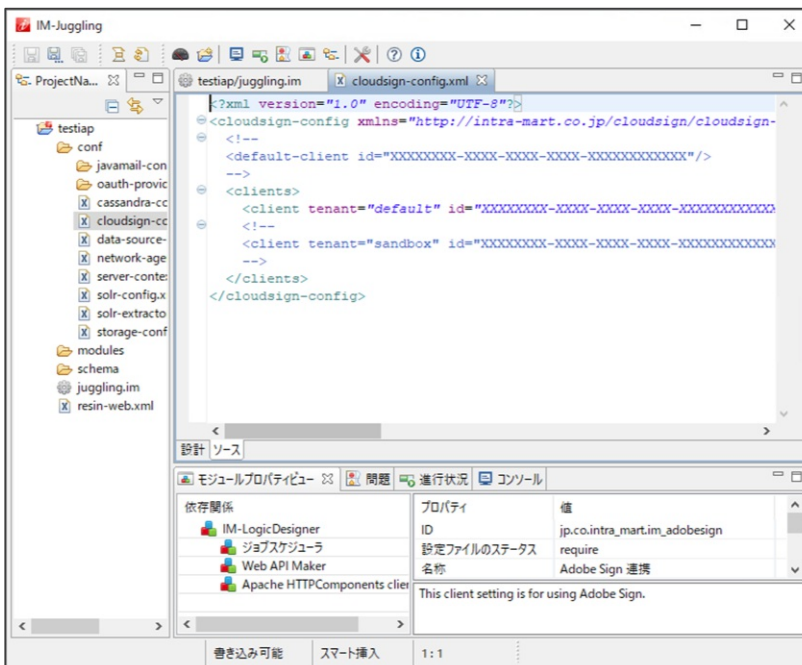 IM-Juggling
ProjectNa...
testiap
conf
javamail-con
oauth-provic
cassandra-cc
cloudsign-cc
data-source-
network-age
server-conte:
solr-config.x
solr-extracto
storage-conf
modules
schema
juggling.im
resin-web.xml
testiap/juggling.im
cloudsign-config.xml
<?xml version="1.0" encoding="UTF-8"?>
<cloudsign-config xmlns="http://intra-mart.co.jp/cloudsign/cloudsign-
<!--
<default-client id="XXXXXXXX-XXXX-XXXX-XXXX-XXXXXXXXXXXX"/>
-->
<clients>
<client tenant="default" id="XXXXXXXX-XXXX-XXXX-XXXX-XXXXXXXXXXXX
<!--
<client tenant="sandbox" id="XXXXXXXX-XXXX-XXXX-XXXX-XXXXXXXXXXXX
-->
</clients>
</cloudsign-config>
設計 ソース
モジュールプロパティビュー 問題 進行状況 コンソール
依存関係
IM-LogicDesigner
ジョブスケジューラ
Web API Maker
Apache HTTPComponents clier
プロパティ 値
ID jp.co.intra_mart.im_adobesign
設定ファイルのステータス require
名称 Adobe Sign 連携
This client setting is for using Adobe Sign.
書き込み可能 スマート挿入 1:1